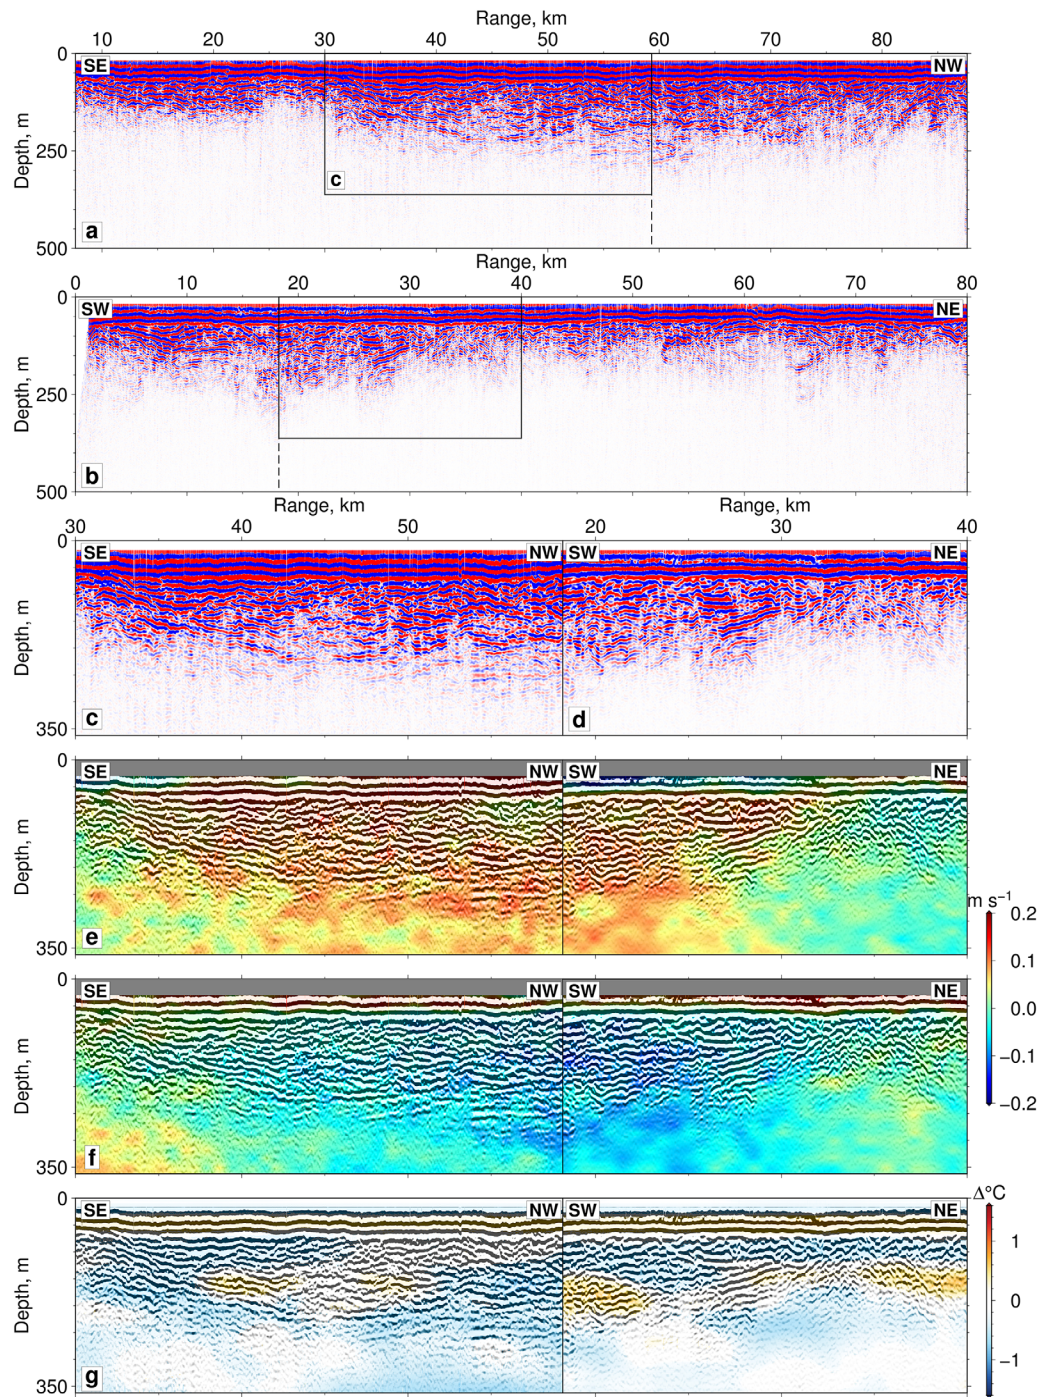 Range, km
10 20 30 40 50 60 70 80
0
SE NW
Depth, m
250
c
a
500
Range, km
0 10 20 30 40 50 60 70 80
0
SW NE
Depth, m
250
b
500
Range, km Range, km
30 40 50 20 30 40
0
SE NW SW NE
Depth, m
c d
350
0
SE NW SW NE
Depth, m
e
350
m s⁻¹
0.2
0.1
0.0
−0.1
−0.2
0
SE NW SW NE
Depth, m
f
350
0
SE NW SW NE
Depth, m
g
350
Δ°C
1
0
−1